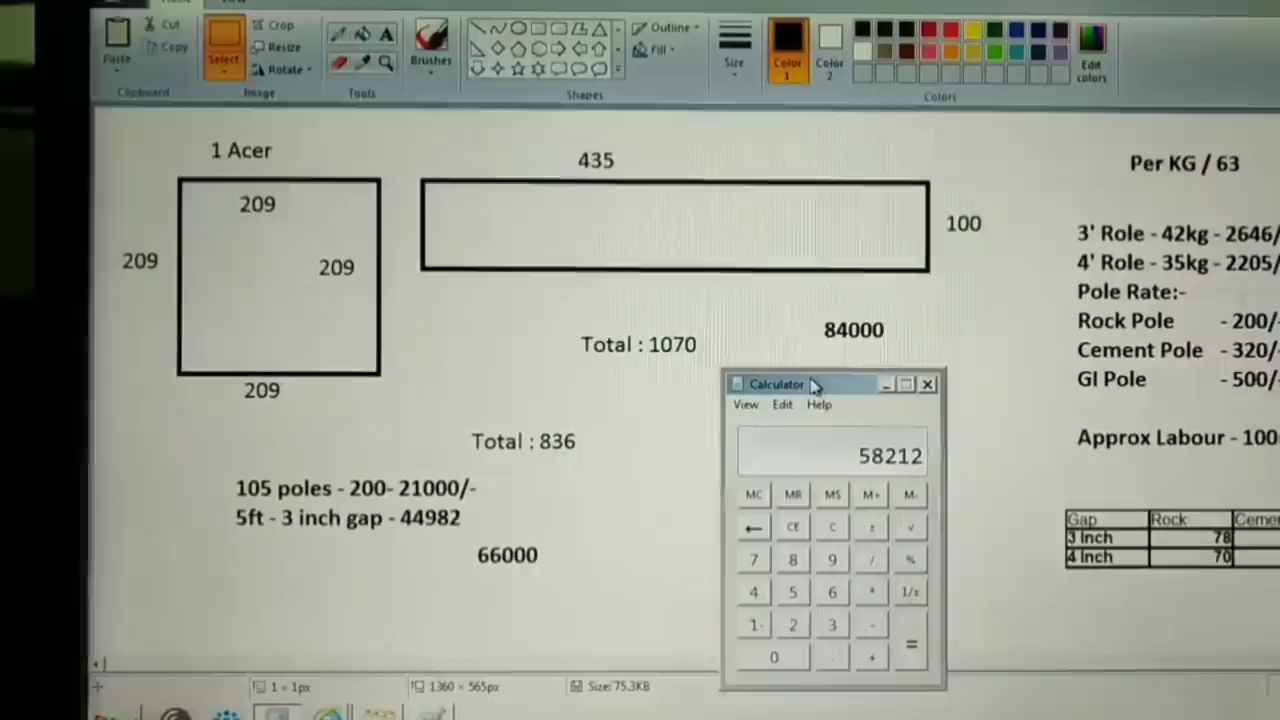 Cut
Copy
Paste
Clipboard
Select
Crop
Resize
Rotate
Image
A
Tools
Brushes
Shapes
Outline
Fill
Size
Color 1
Color 2
Edit colors
Colors
1 Acer
209
209
209
209
435
100
Total : 1070
84000
Total : 836
105 poles - 200- 21000/-
5ft - 3 inch gap - 44982
66000
Per KG / 63
3' Role - 42kg - 2646/
4' Role - 35kg - 2205/
Pole Rate:-
Rock Pole - 200/-
Cement Pole - 320/
GI Pole - 500/-
Approx Labour - 100
Gap Rock Ceme
3 Inch 78
4 Inch 70
Calculator
View Edit Help
58212
MC MR MS M+ M-
← CE C ± √
7 8 9 / %
4 5 6 * 1/x
1 2 3 - =
0 . +
1 × 1px
1360 × 565px
Size: 75.3KB